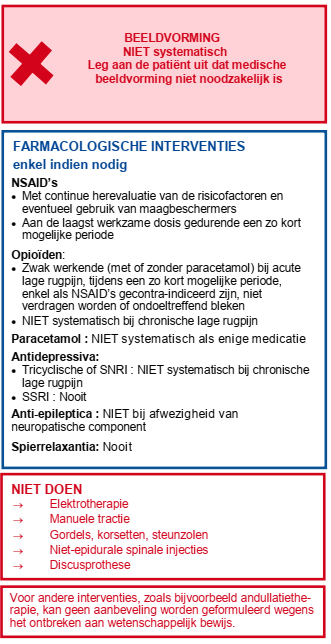 BEELDVORMING
NIET systematisch
Leg aan de patiënt uit dat medische
beeldvorming niet noodzakelijk is
FARMACOLOGISCHE INTERVENTIES
enkel indien nodig
NSAID's
• Met continue herevaluatie van de risicofactoren en
eventueel gebruik van maagbeschermers
• Aan de laagst werkzame dosis gedurende een zo kort
mogelijke periode
Opioïden:
• Zwak werkende (met of zonder paracetamol) bij acute
lage rugpijn, tijdens een zo kort mogelijke periode,
enkel als NSAID's gecontra-indiceerd zijn, niet
verdragen worden of ondoeltreffend bleken
• NIET systematisch bij chronische lage rugpijn
Paracetamol : NIET systematisch als enige medicatie
Antidepressiva:
• Tricyclische of SNRI : NIET systematisch bij chronische
lage rugpijn
• SSRI : Nooit
Anti-epileptica : NIET bij afwezigheid van
neuropatische component
Spierrelaxantia: Nooit
NIET DOEN
→ Elektrotherapie
→ Manuele tractie
→ Gordels, korsetten, steunzolen
→ Niet-epidurale spinale injecties
→ Discusprothese
Voor andere interventies, zoals bijvoorbeeld andullatiethe-
rapie, kan geen aanbeveling worden geformuleerd wegens
het ontbreken aan wetenschappelijk bewijs.